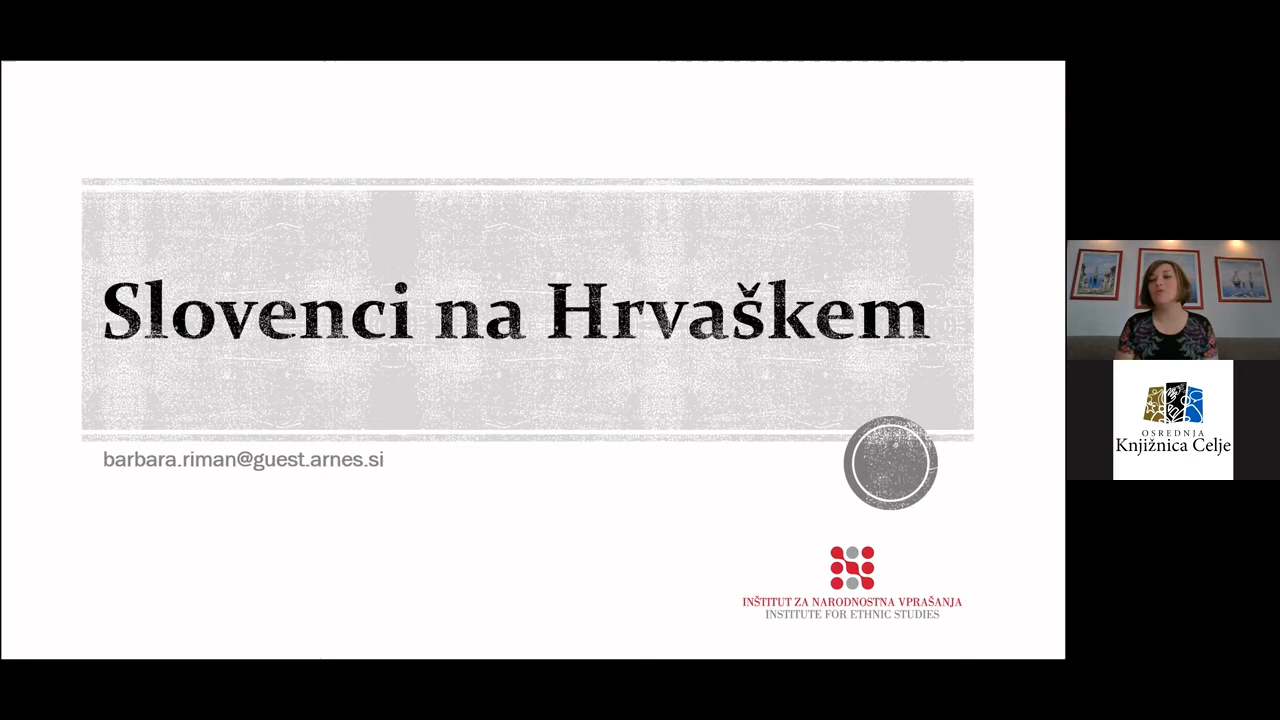 Slovenci na Hrvaškem
barbara.riman@guest.arnes.si
INŠTITUT ZA NARODNOSTNA VPRAŠANJA
INSTITUTE FOR ETHNIC STUDIES
OSREDNJA
Knjižnica Celje